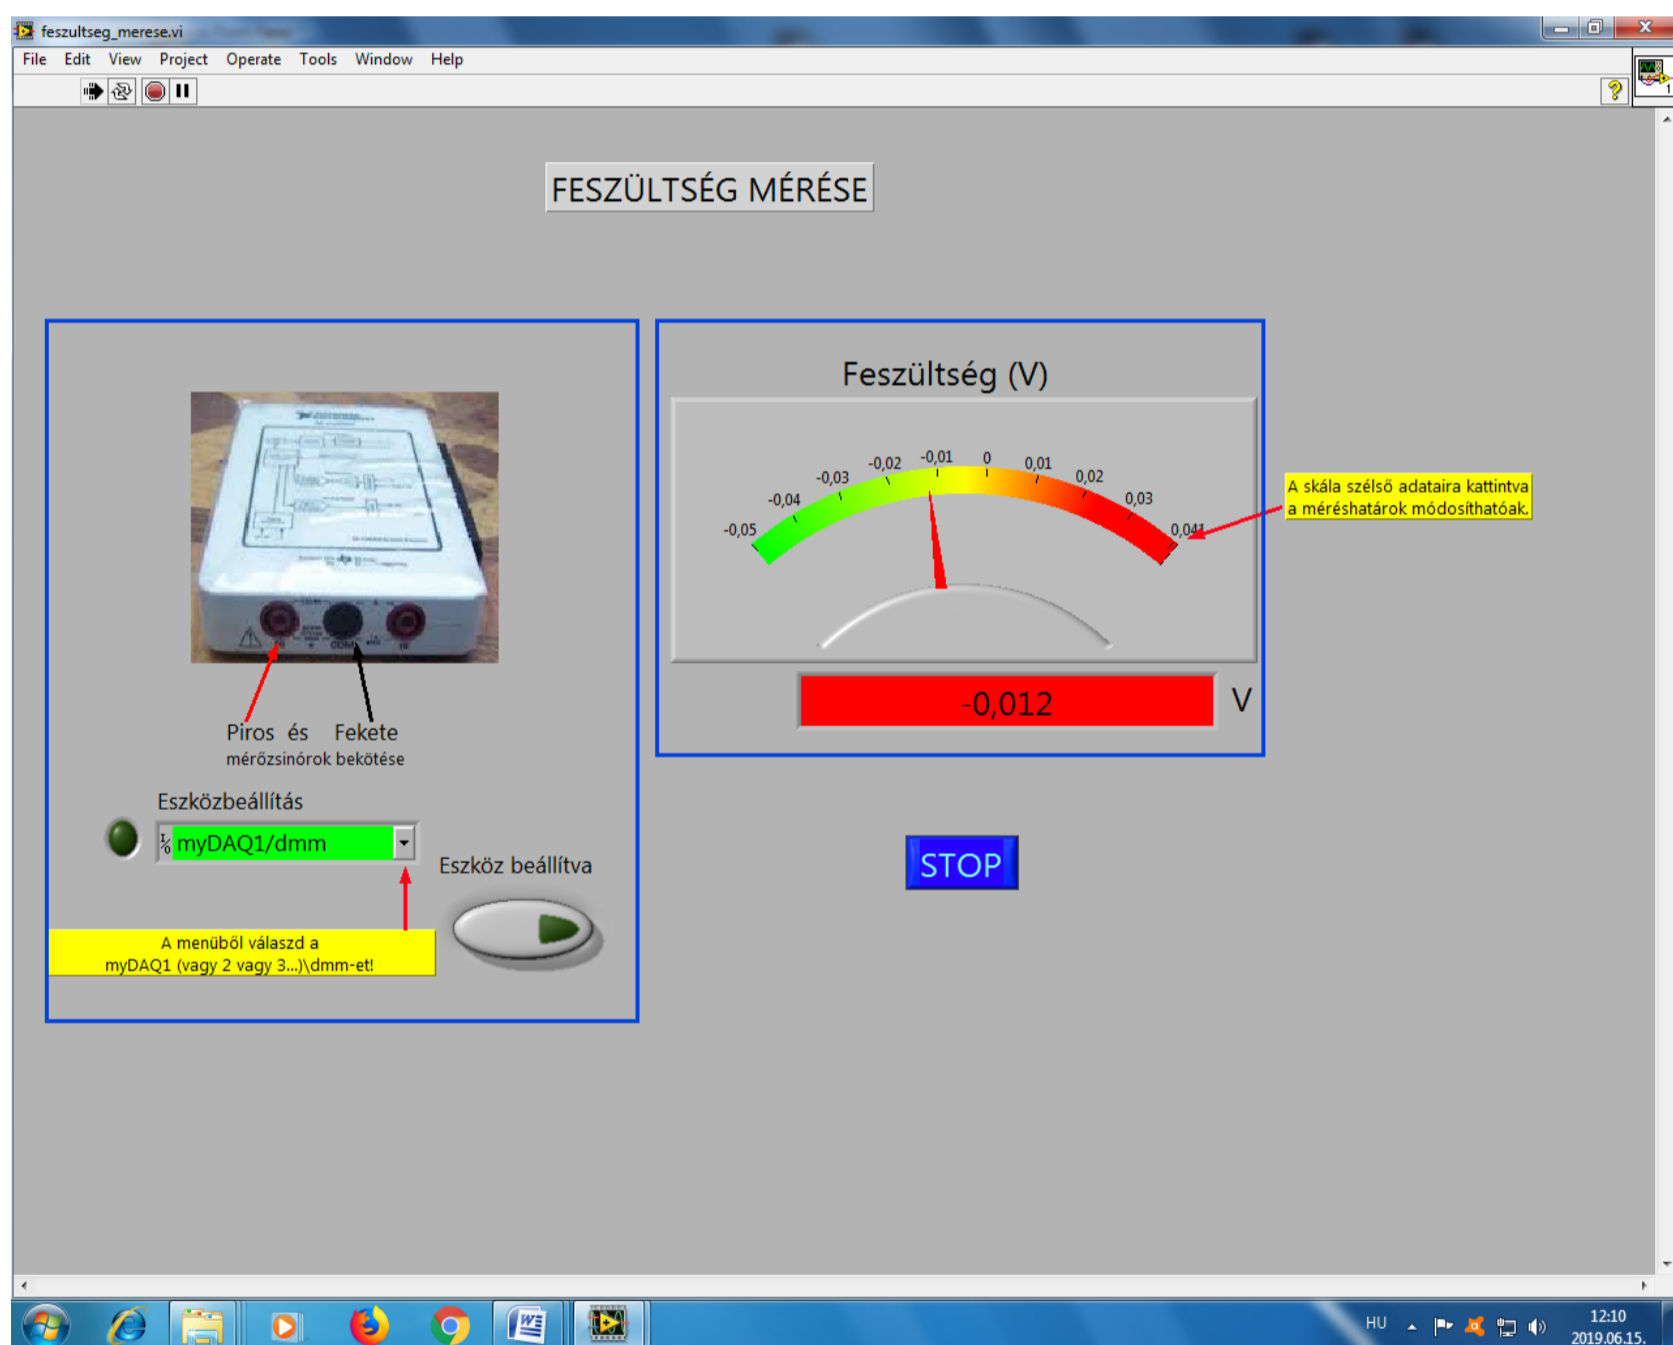 feszultseg_merese.vi
File Edit View Project Operate Tools Window Help
1
FESZÜLTSÉG MÉRÉSE
Feszültség (V)
-0,05 -0,04 -0,03 -0,02 -0,01 0 0,01 0,02 0,03 0,041
A skála szélső adataira kattintva
a méréshatárok módosíthatóak.
-0,012 V
COM
Piros és Fekete
mérőzsinórok bekötése
Eszközbeállítás
myDAQ1/dmm
Eszköz beállítva
A menüből válaszd a
myDAQ1 (vagy 2 vagy 3...)\dmm-et!
STOP
HU
12:10
2019.06.15.